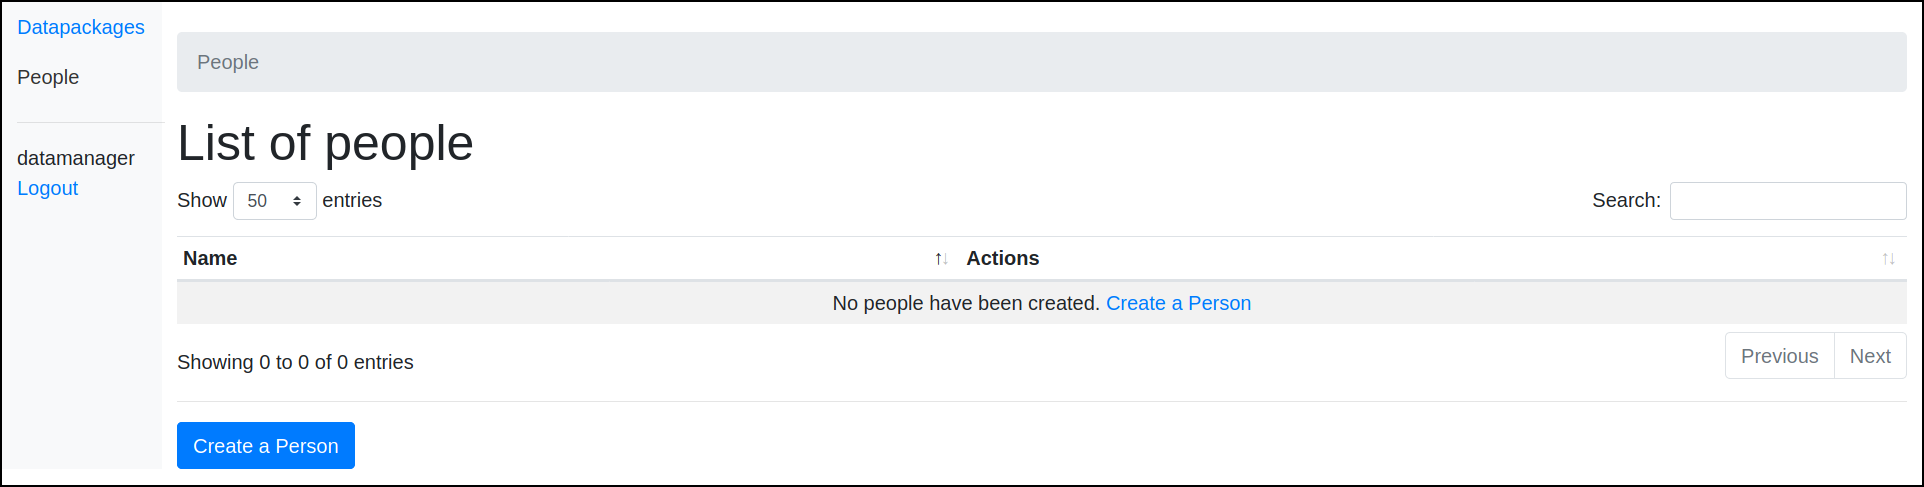 Datapackages
People
datamanager
Logout
People
List of people
Show 50 entries
Search:
Name Actions
No people have been created. Create a Person
Showing 0 to 0 of 0 entries
Previous Next
Create a Person